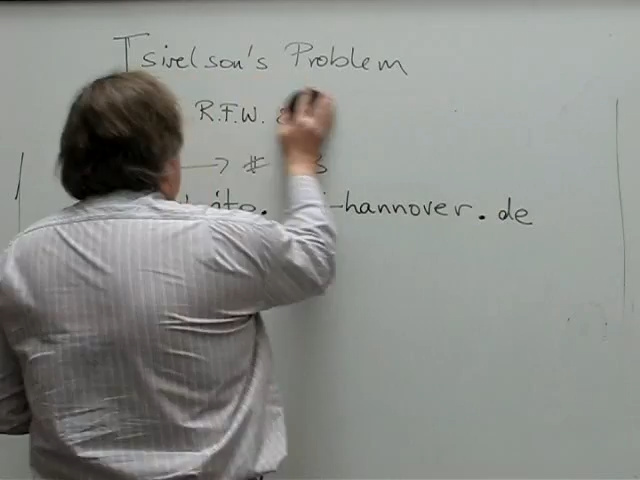 Tsirelson's Problem
R.F.W. &
→ #
-hannover.de